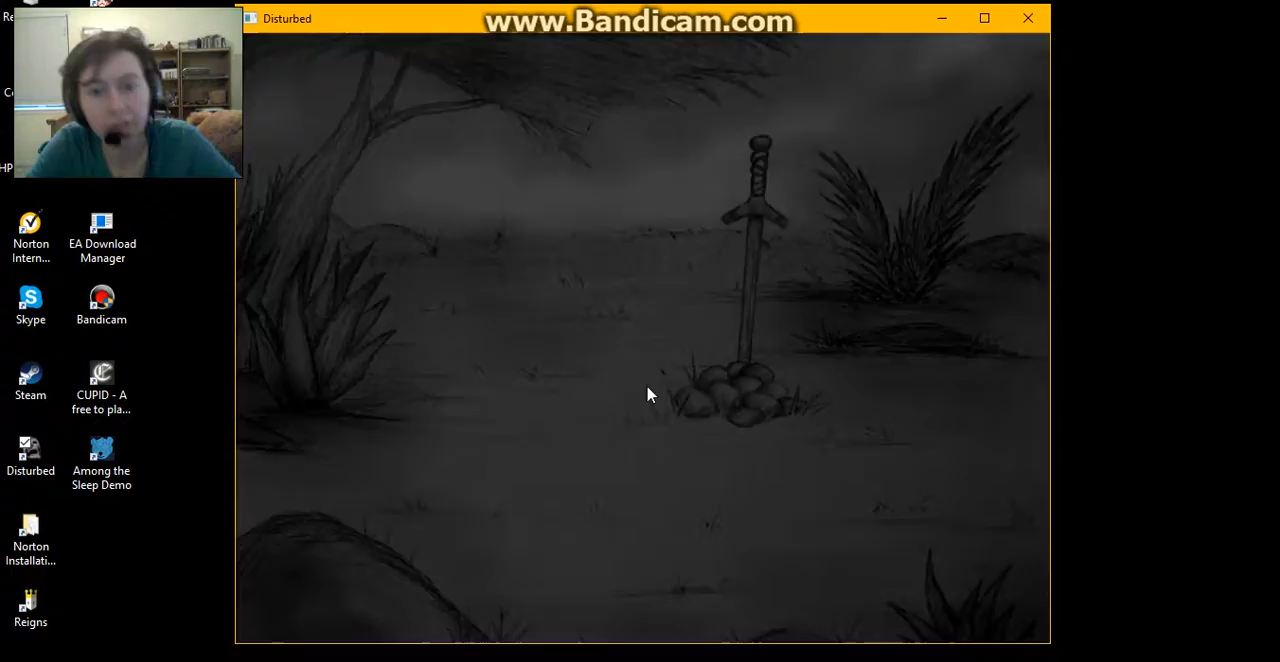 Disturbed
www.Bandicam.com
Norton
Intern...
EA Download
Manager
Skype
Bandicam
Steam
CUPID - A
free to pla...
Disturbed
Among the
Sleep Demo
Norton
Installati...
Reigns